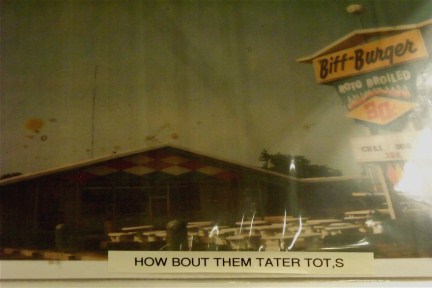 Biff-Burger
ROTO BROILED
HOW BOUT THEM TATER TOT,S